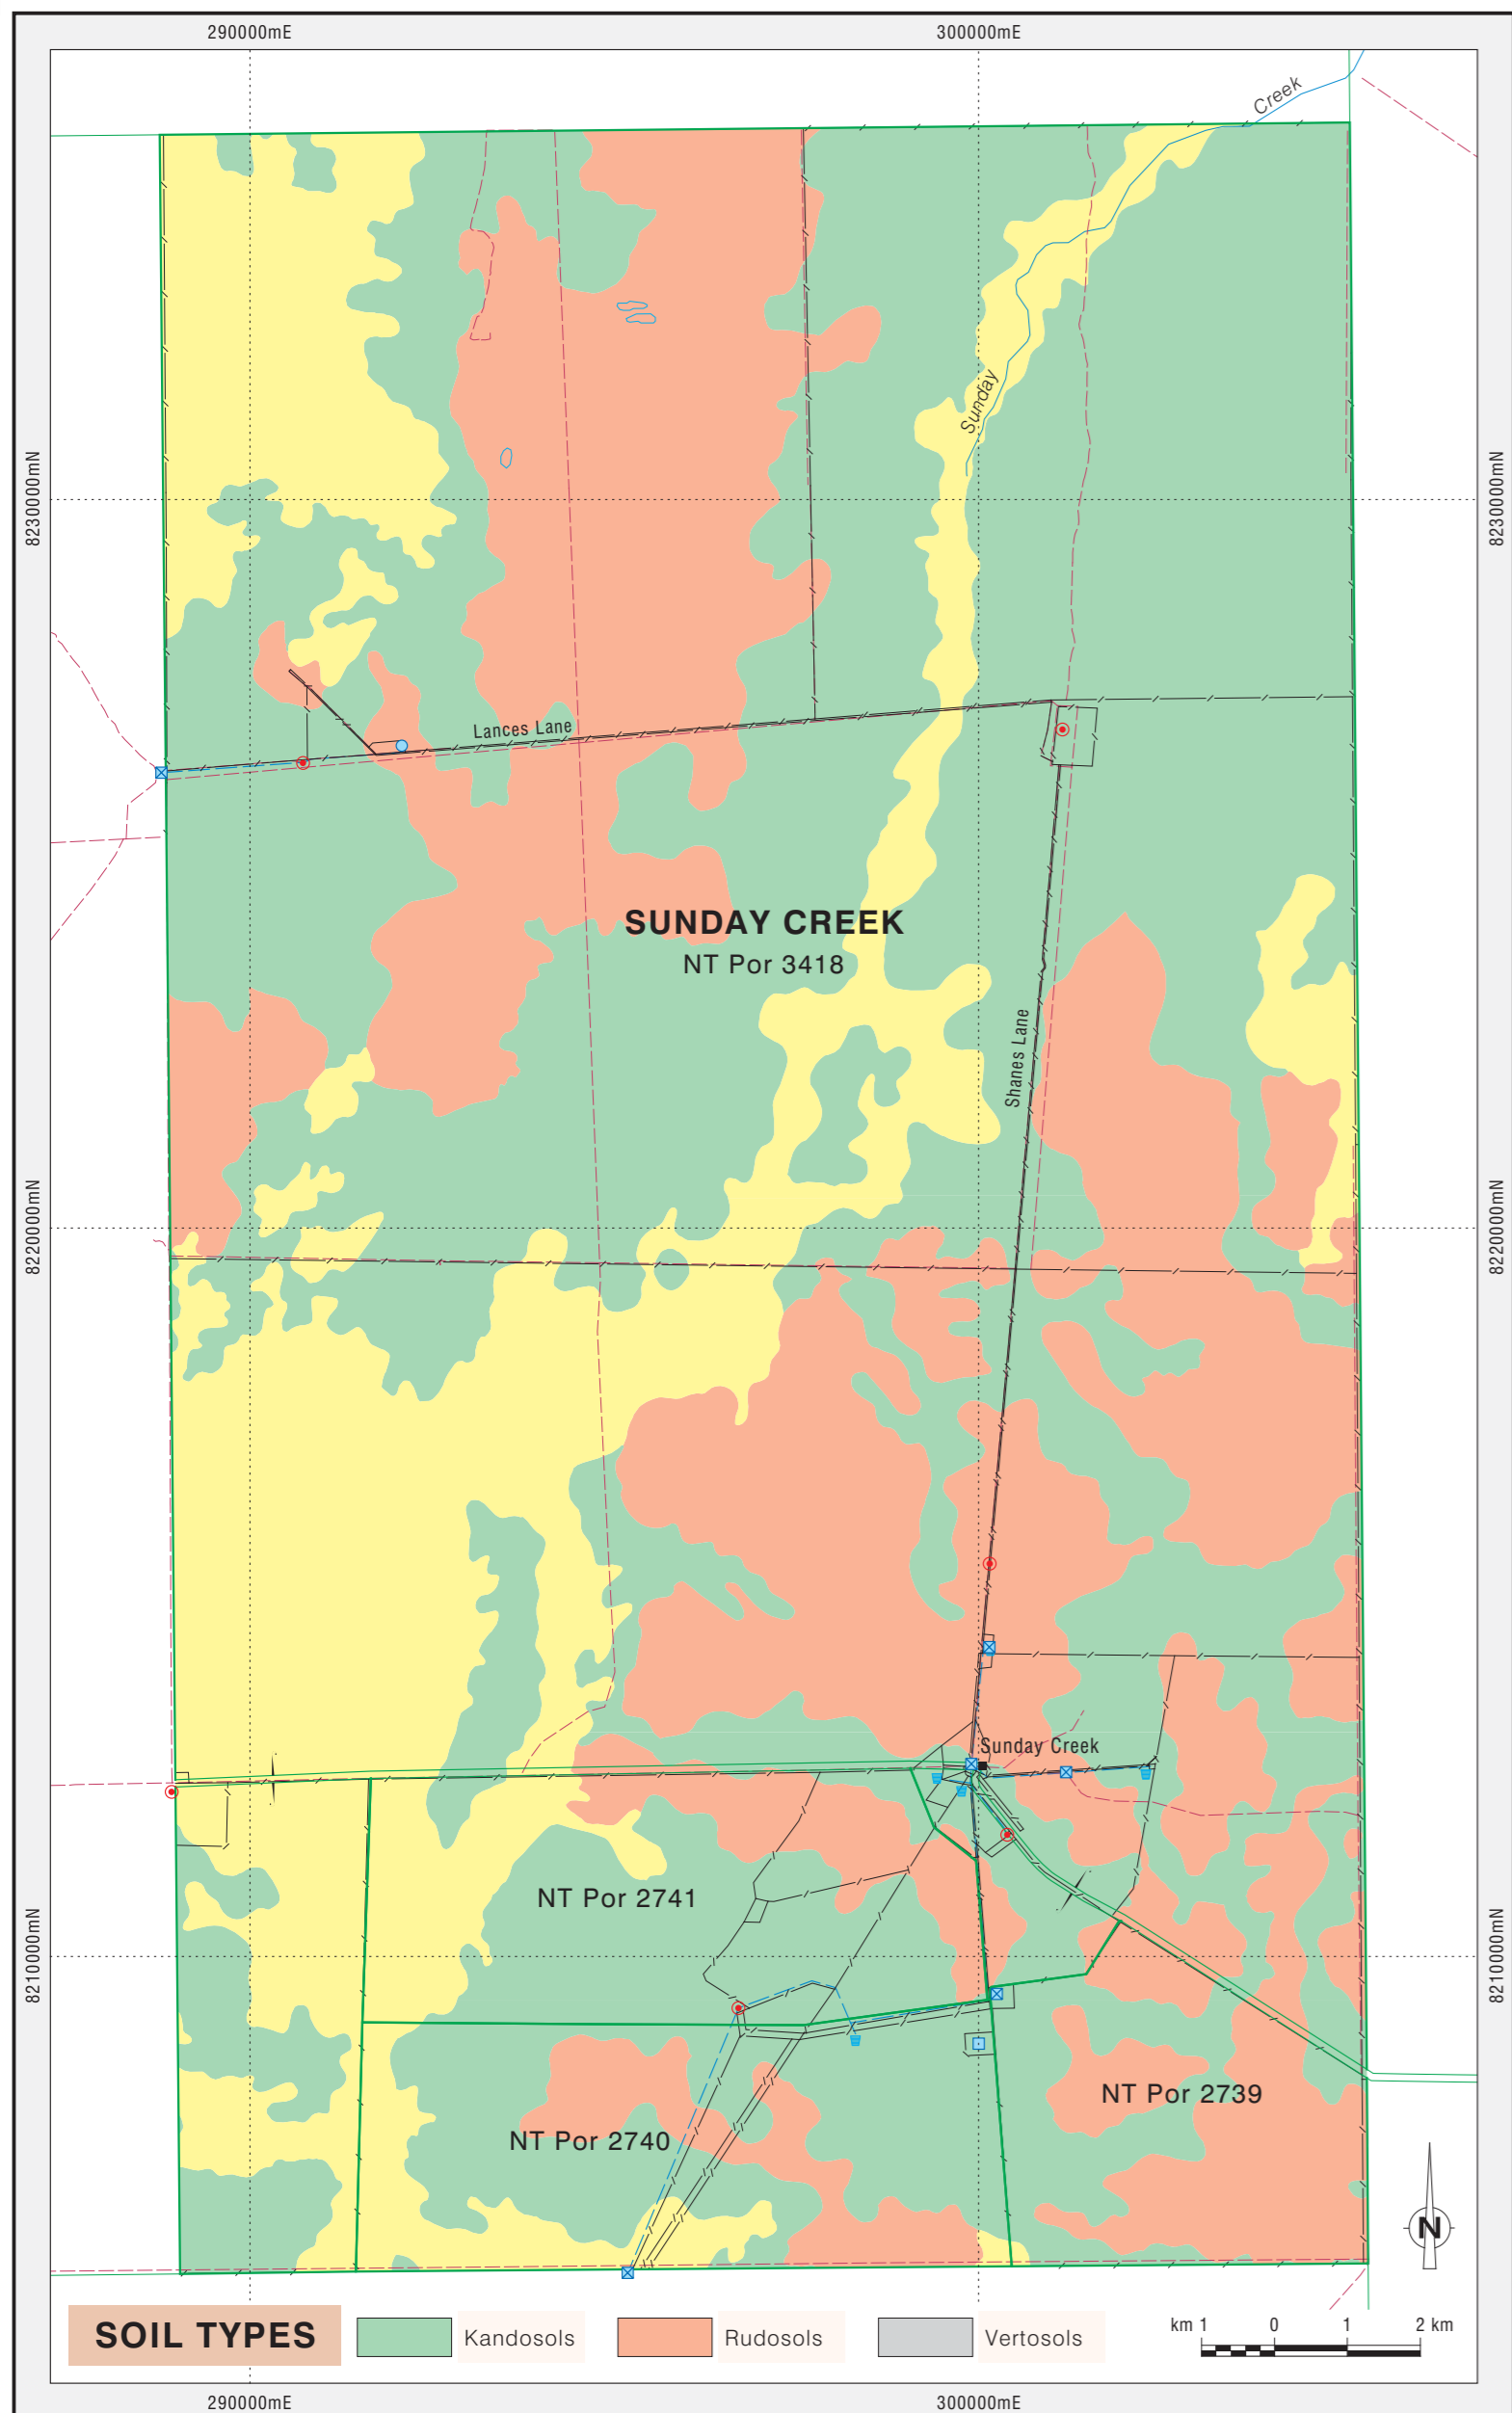 290000mE
300000mE
Creek
Sunday
8230000mN
8230000mN
Lances Lane
SUNDAY CREEK
NT Por 3418
Shanes Lane
8220000mN
8220000mN
Sunday Creek
NT Por 2741
8210000mN
8210000mN
NT Por 2739
NT Por 2740
N
SOIL TYPES
Kandosols
Rudosols
Vertosols
km 1 0 1 2 km
290000mE
300000mE